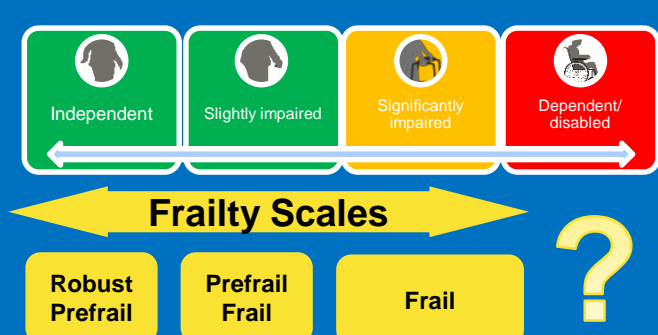 Independent
Slightly impaired
Significantly
impaired
Dependent/
disabled
Frailty Scales
Robust
Prefrail
Prefrail
Frail
Frail
?